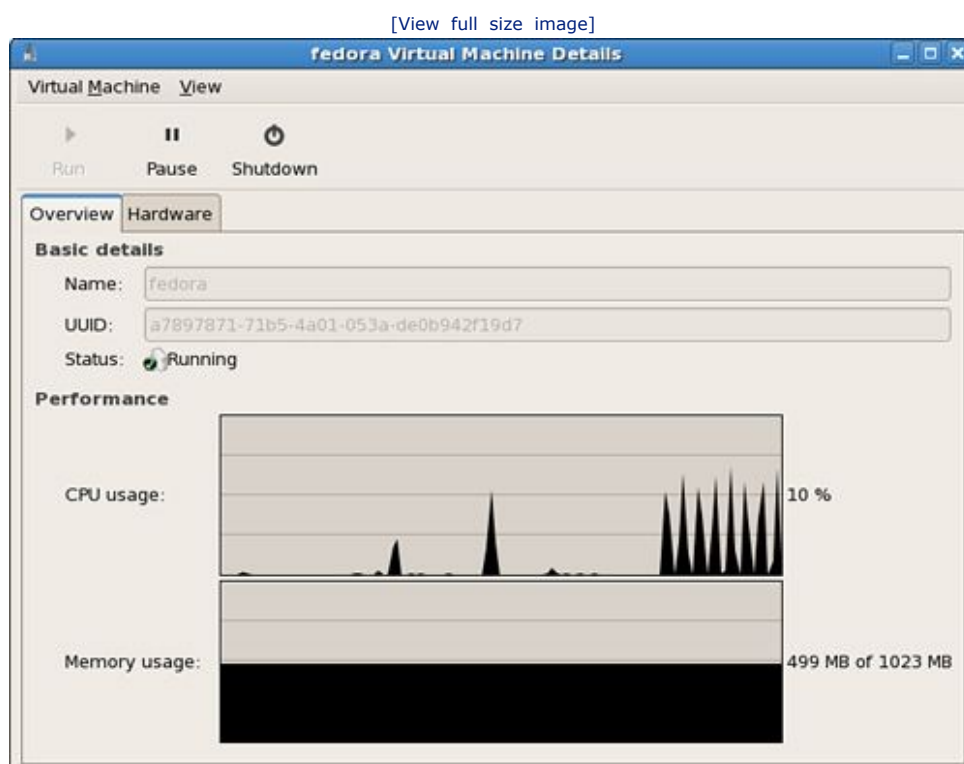 [View full size image]
fedora Virtual Machine Details
Virtual Machine View
Run Pause Shutdown
Overview Hardware
Basic details
Name: fedora
UUID: a7897871-71b5-4a01-053a-de0b942f19d7
Status: Running
Performance
CPU usage: 10 %
Memory usage: 499 MB of 1023 MB